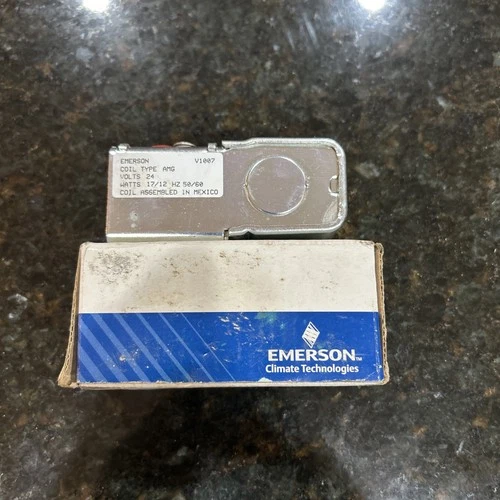 EMERSON V1007
COIL TYPE AMG
VOLTS 24
WATTS 17/12 HZ 50/60
COIL ASSEMBLED IN MEXICO
EMERSON™
Climate Technologies